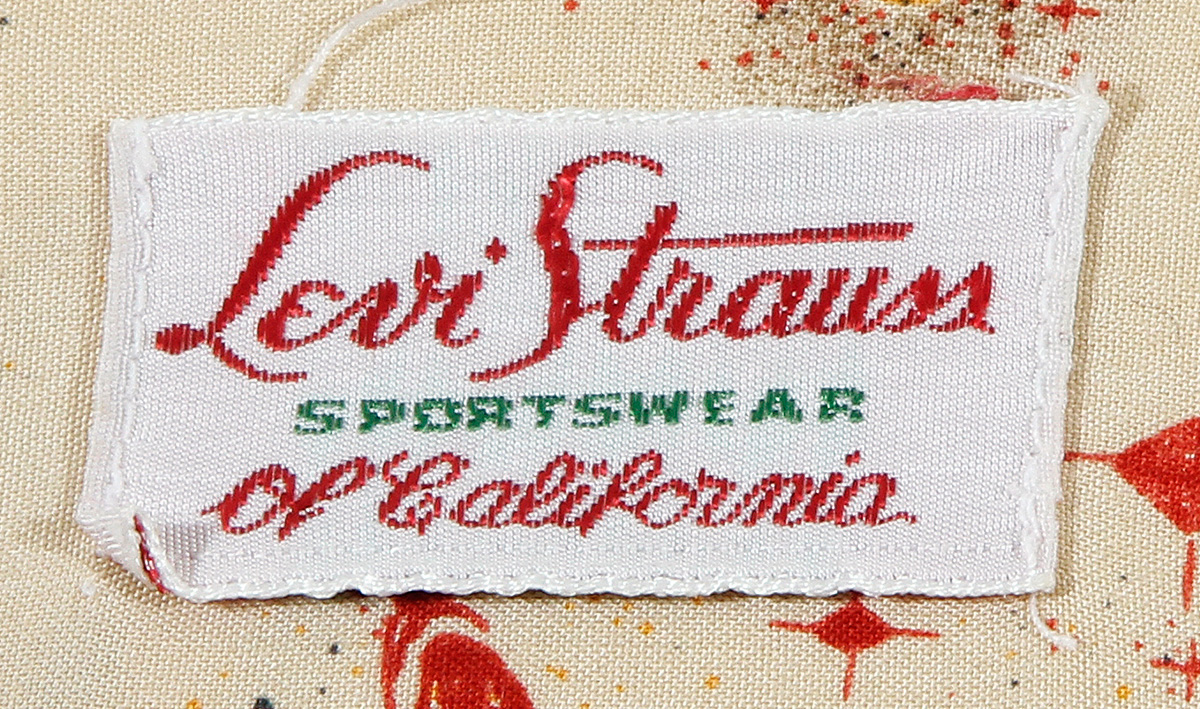 Levi Strauss
SPORTSWEAR
of California